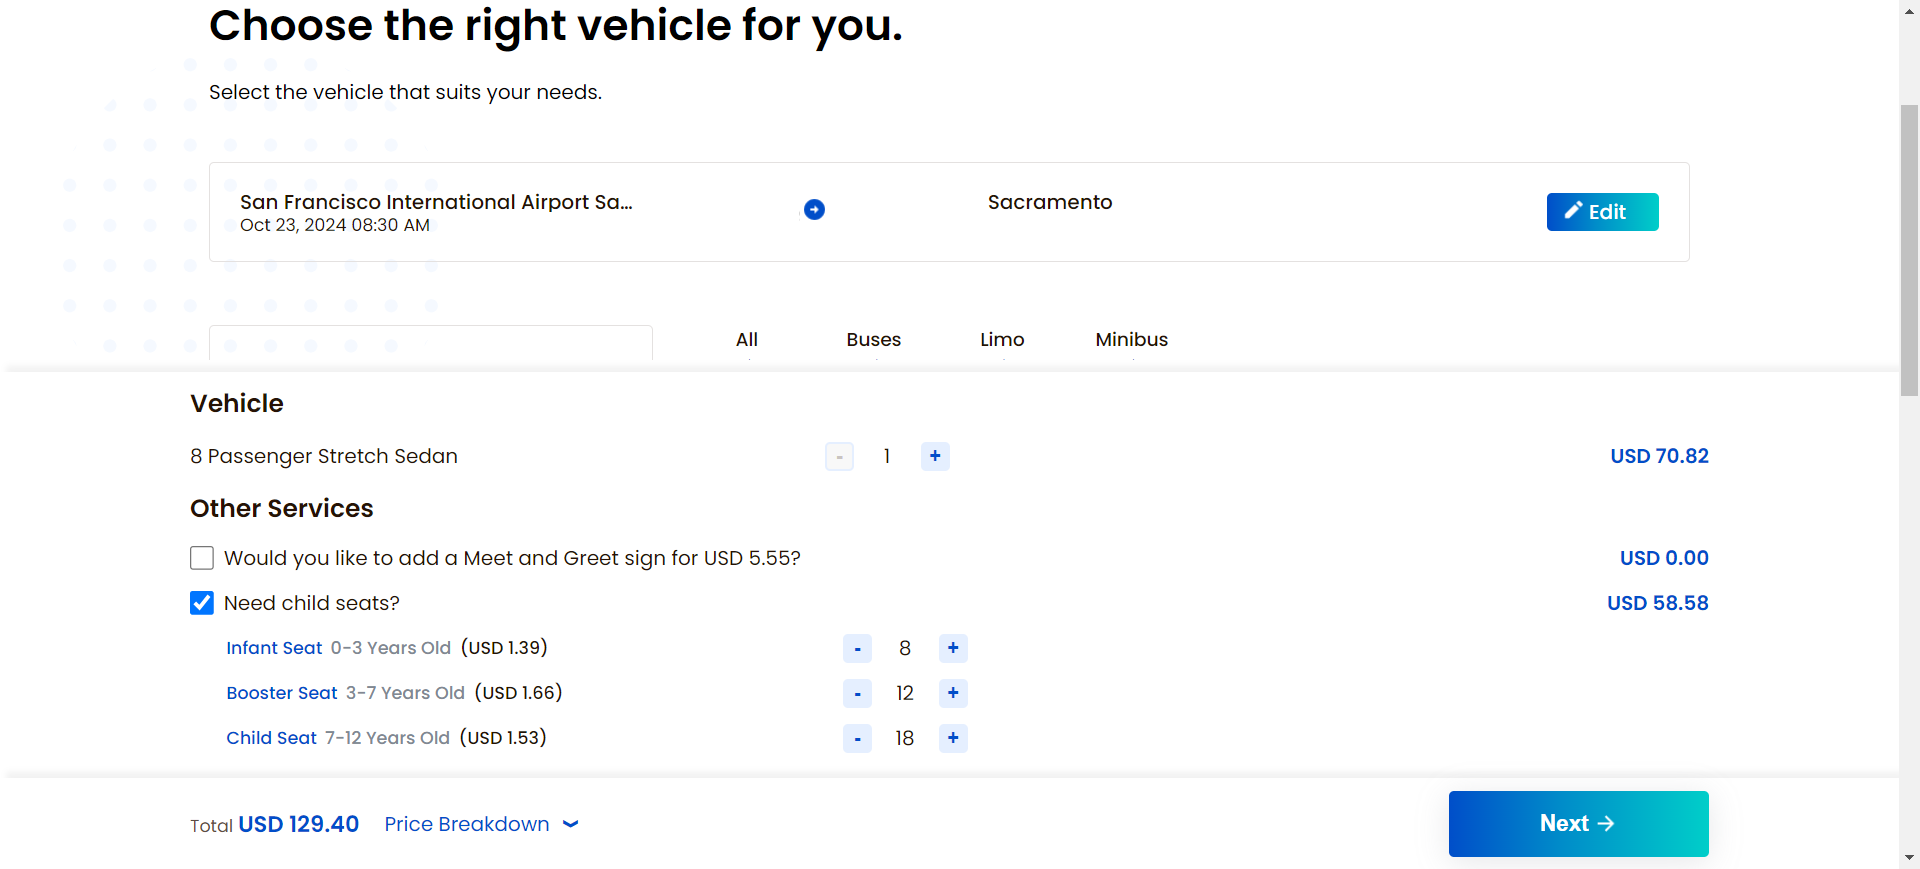 Choose the right vehicle for you.
Select the vehicle that suits your needs.
San Francisco International Airport Sa...
Oct 23, 2024 08:30 AM
Sacramento
Edit
All Buses Limo Minibus
Vehicle
8 Passenger Stretch Sedan - 1 + USD 70.82
Other Services
Would you like to add a Meet and Greet sign for USD 5.55? USD 0.00
Need child seats? USD 58.58
Infant Seat 0-3 Years Old (USD 1.39) - 8 +
Booster Seat 3-7 Years Old (USD 1.66) - 12 +
Child Seat 7-12 Years Old (USD 1.53) - 18 +
Total USD 129.40 Price Breakdown
Next →